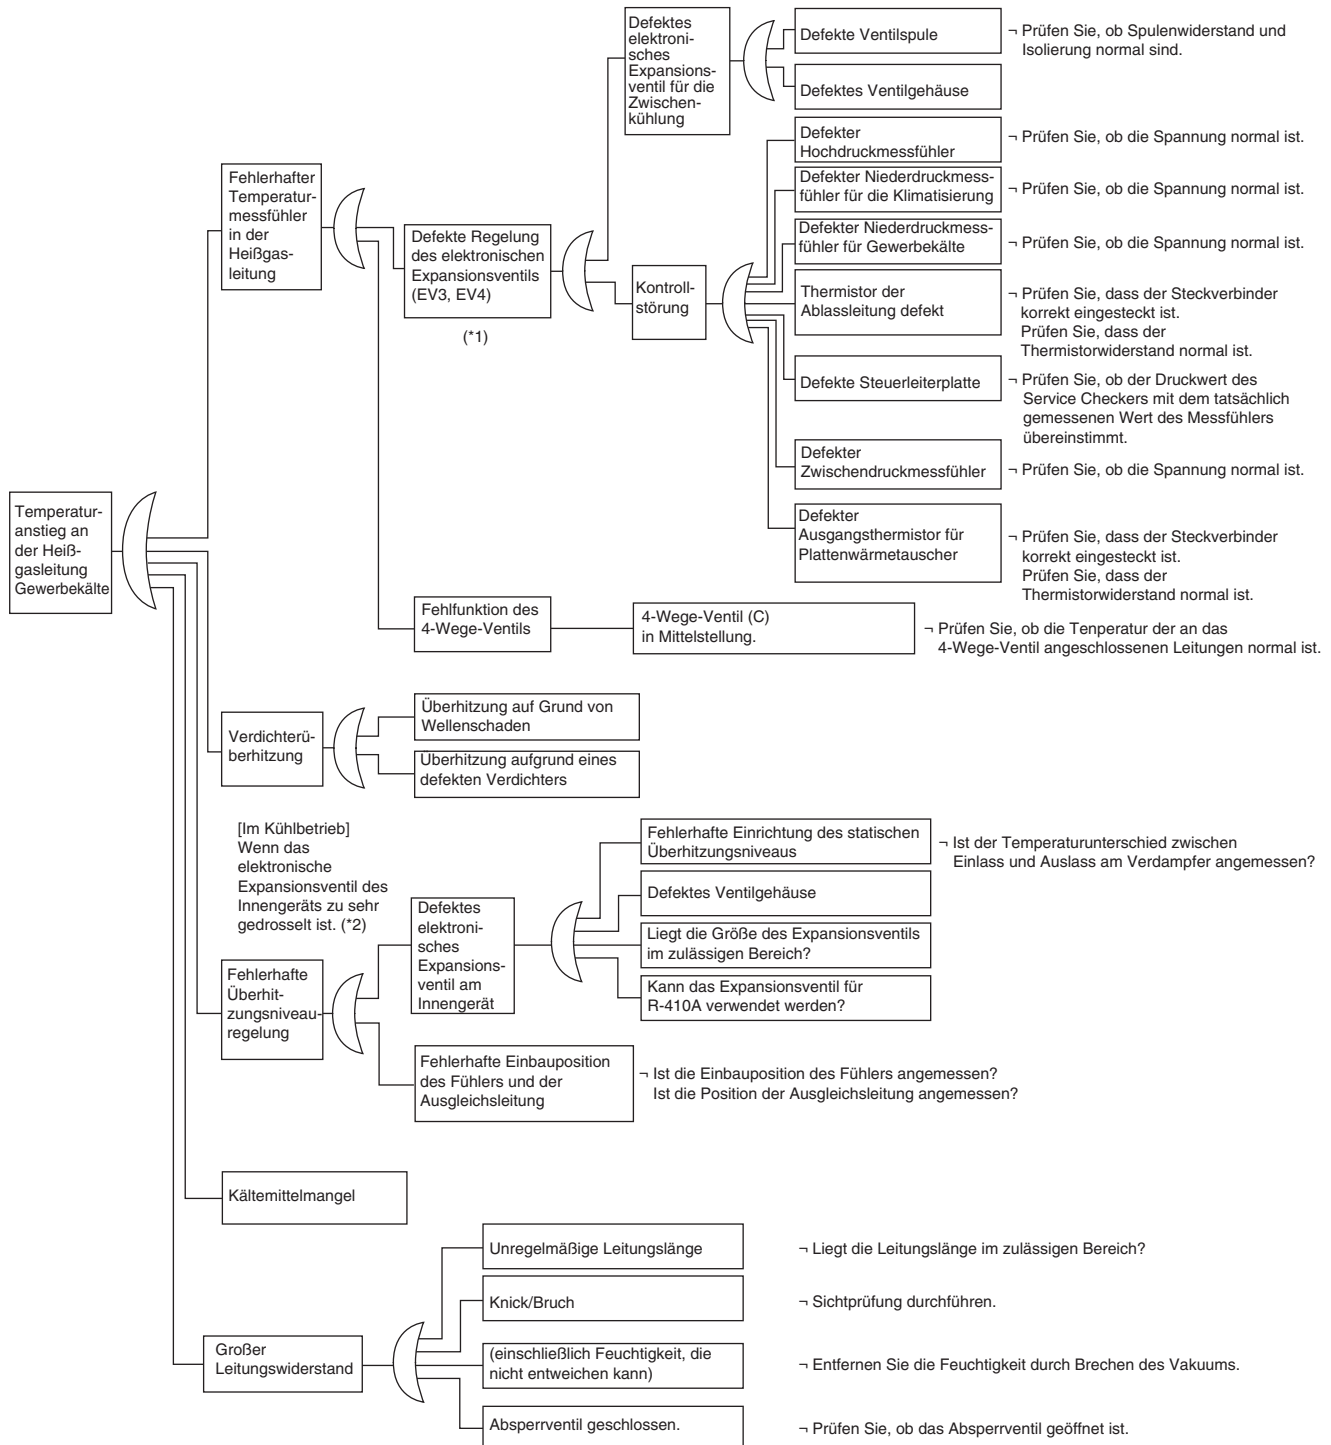 Defektes
elektroni-
sches
Expansions-
ventil für die
Zwischen-
kühlung
Defekte Ventilspule
¬ Prüfen Sie, ob Spulenwiderstand und
Isolierung normal sind.
Defektes Ventilgehäuse
Defekter
Hochdruckmessfühler
¬ Prüfen Sie, ob die Spannung normal ist.
Fehlerhafter
Temperatur-
messfühler
in der
Heißgas-
leitung
Defekter Niederdruckmess-
fühler für die Klimatisierung
¬ Prüfen Sie, ob die Spannung normal ist.
Defekte Regelung
des elektronischen
Expansionsventils
(EV3, EV4)
(*1)
Defekter Niederdruckmess-
fühler für Gewerbekälte
¬ Prüfen Sie, ob die Spannung normal ist.
Kontroll-
störung
Thermistor der
Ablassleitung defekt
¬ Prüfen Sie, dass der Steckverbinder
korrekt eingesteckt ist.
Prüfen Sie, dass der
Thermistorwiderstand normal ist.
Defekte Steuerleiterplatte
¬ Prüfen Sie, ob der Druckwert des
Service Checkers mit dem tatsächlich
gemessenen Wert des Messfühlers
übereinstimmt.
Defekter
Zwischendruckmessfühler
¬ Prüfen Sie, ob die Spannung normal ist.
Temperatur-
anstieg an
der Heiß-
gasleitung
Gewerbekälte
Defekter
Ausgangsthermistor für
Plattenwärmetauscher
¬ Prüfen Sie, dass der Steckverbinder
korrekt eingesteckt ist.
Prüfen Sie, dass der
Thermistorwiderstand normal ist.
Fehlfunktion des
4-Wege-Ventils
4-Wege-Ventil (C)
in Mittelstellung.
¬ Prüfen Sie, ob die Tenperatur der an das
4-Wege-Ventil angeschlossenen Leitungen normal ist.
Verdichterü-
berhitzung
Überhitzung auf Grund von
Wellenschaden
Überhitzung aufgrund eines
defekten Verdichters
[Im Kühlbetrieb]
Wenn das
elektronische
Expansionsventil des
Innengeräts zu sehr
gedrosselt ist. (*2)
Fehlerhafte Einrichtung des statischen
Überhitzungsniveaus
¬ Ist der Temperaturunterschied zwischen
Einlass und Auslass am Verdampfer angemessen?
Defektes
elektroni-
sches
Expansions-
ventil am
Innengerät
Defektes Ventilgehäuse
Liegt die Größe des Expansionsventils
im zulässigen Bereich?
Kann das Expansionsventil für
R-410A verwendet werden?
Fehlerhafte
Überhit-
zungsniveau-
regelung
Fehlerhafte Einbauposition
des Fühlers und der
Ausgleichsleitung
¬ Ist die Einbauposition des Fühlers angemessen?
Ist die Position der Ausgleichsleitung angemessen?
Kältemittelmangel
Unregelmäßige Leitungslänge
¬ Liegt die Leitungslänge im zulässigen Bereich?
Knick/Bruch
¬ Sichtprüfung durchführen.
Großer
Leitungswiderstand
(einschließlich Feuchtigkeit, die
nicht entweichen kann)
¬ Entfernen Sie die Feuchtigkeit durch Brechen des Vakuums.
Absperrventil geschlossen.
¬ Prüfen Sie, ob das Absperrventil geöffnet ist.